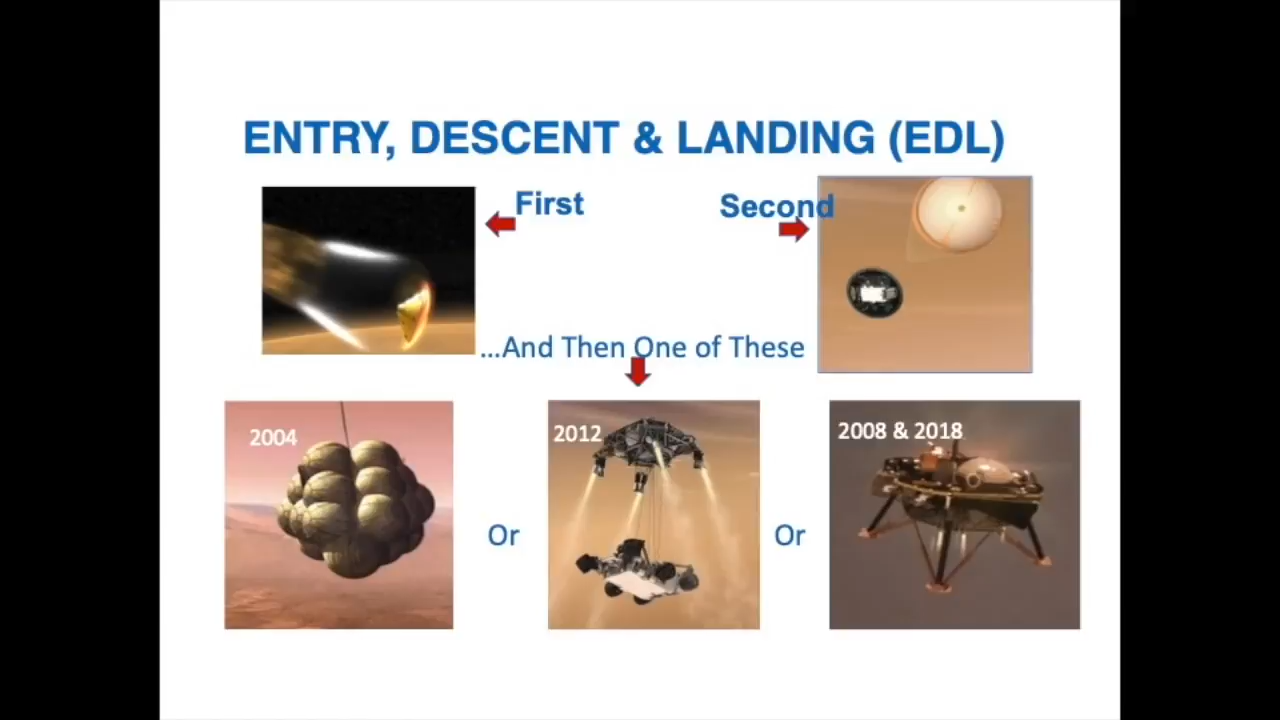 ENTRY, DESCENT & LANDING (EDL)
First
Second
...And Then One of These
2004
2012
2008 & 2018
Or
Or